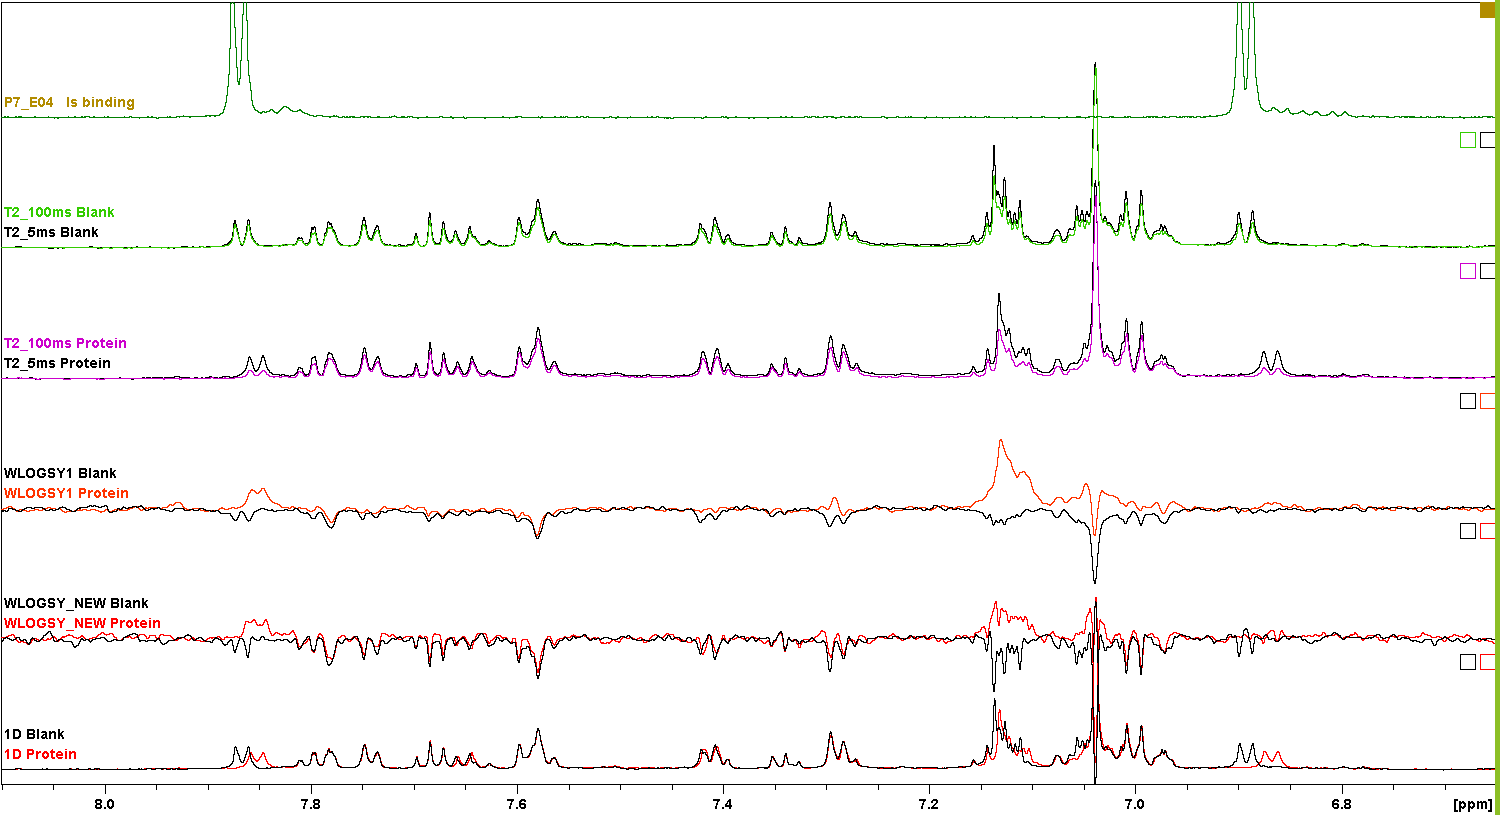 P7_E04 Is binding
T2_100ms Blank
T2_5ms Blank
T2_100ms Protein
T2_5ms Protein
WLOGSY1 Blank
WLOGSY1 Protein
WLOGSY_NEW Blank
WLOGSY_NEW Protein
1D Blank
1D Protein
8.0 7.8 7.6 7.4 7.2 7.0 6.8 [ppm]